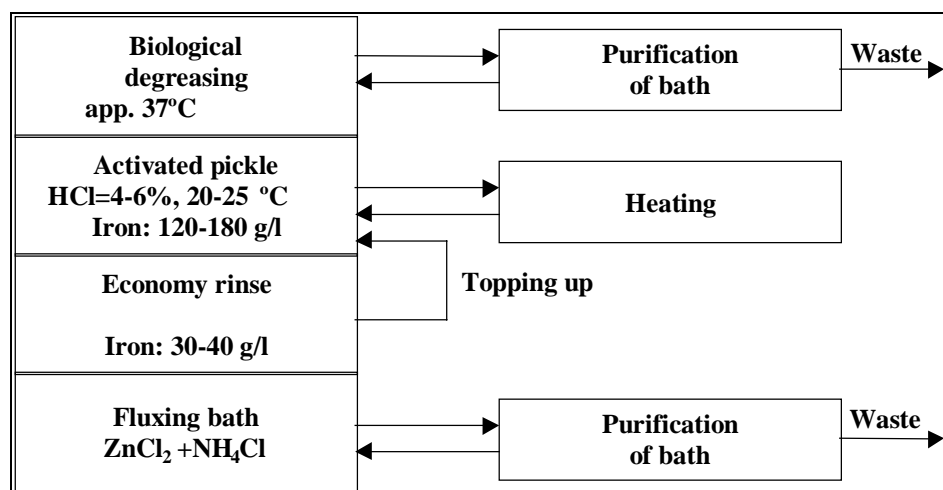 Biological
degreasing
app. 37ºC
Purification
of bath
Waste
Activated pickle
HCl=4-6%, 20-25 ºC
Iron: 120-180 g/l
Heating
Economy rinse
Iron: 30-40 g/l
Topping up
Fluxing bath
ZnCl₂ +NH₄Cl
Purification
of bath
Waste